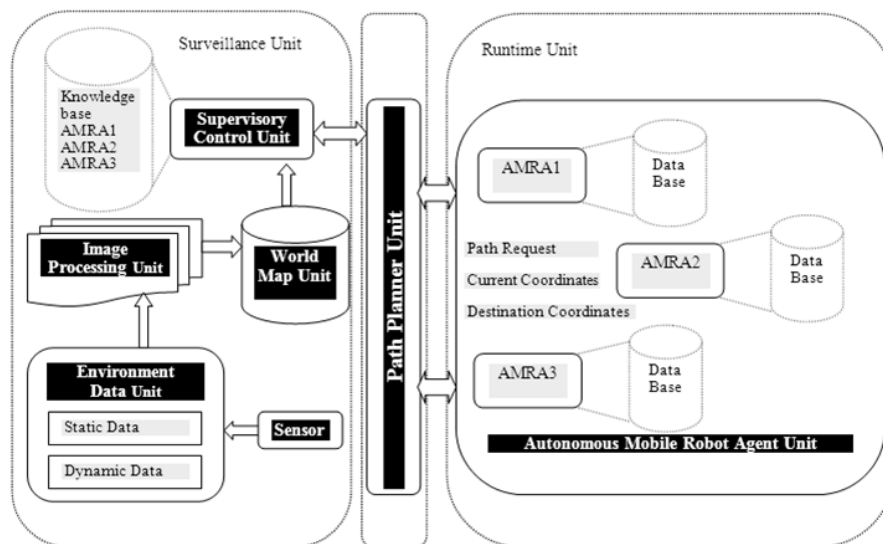 Surveillance Unit
Knowledge
base
AMRA1
AMRA2
AMRA3
Supervisory
Control Unit
Image
Processing Unit
World
Map Unit
Environment
Data Unit
Static Data
Dynamic Data
Sensor
Path Planner Unit
Runtime Unit
AMRA1
Data
Base
Path Request
Current Coordinates
Destination Coordinates
AMRA2
Data
Base
AMRA3
Data
Base
Autonomous Mobile Robot Agent Unit